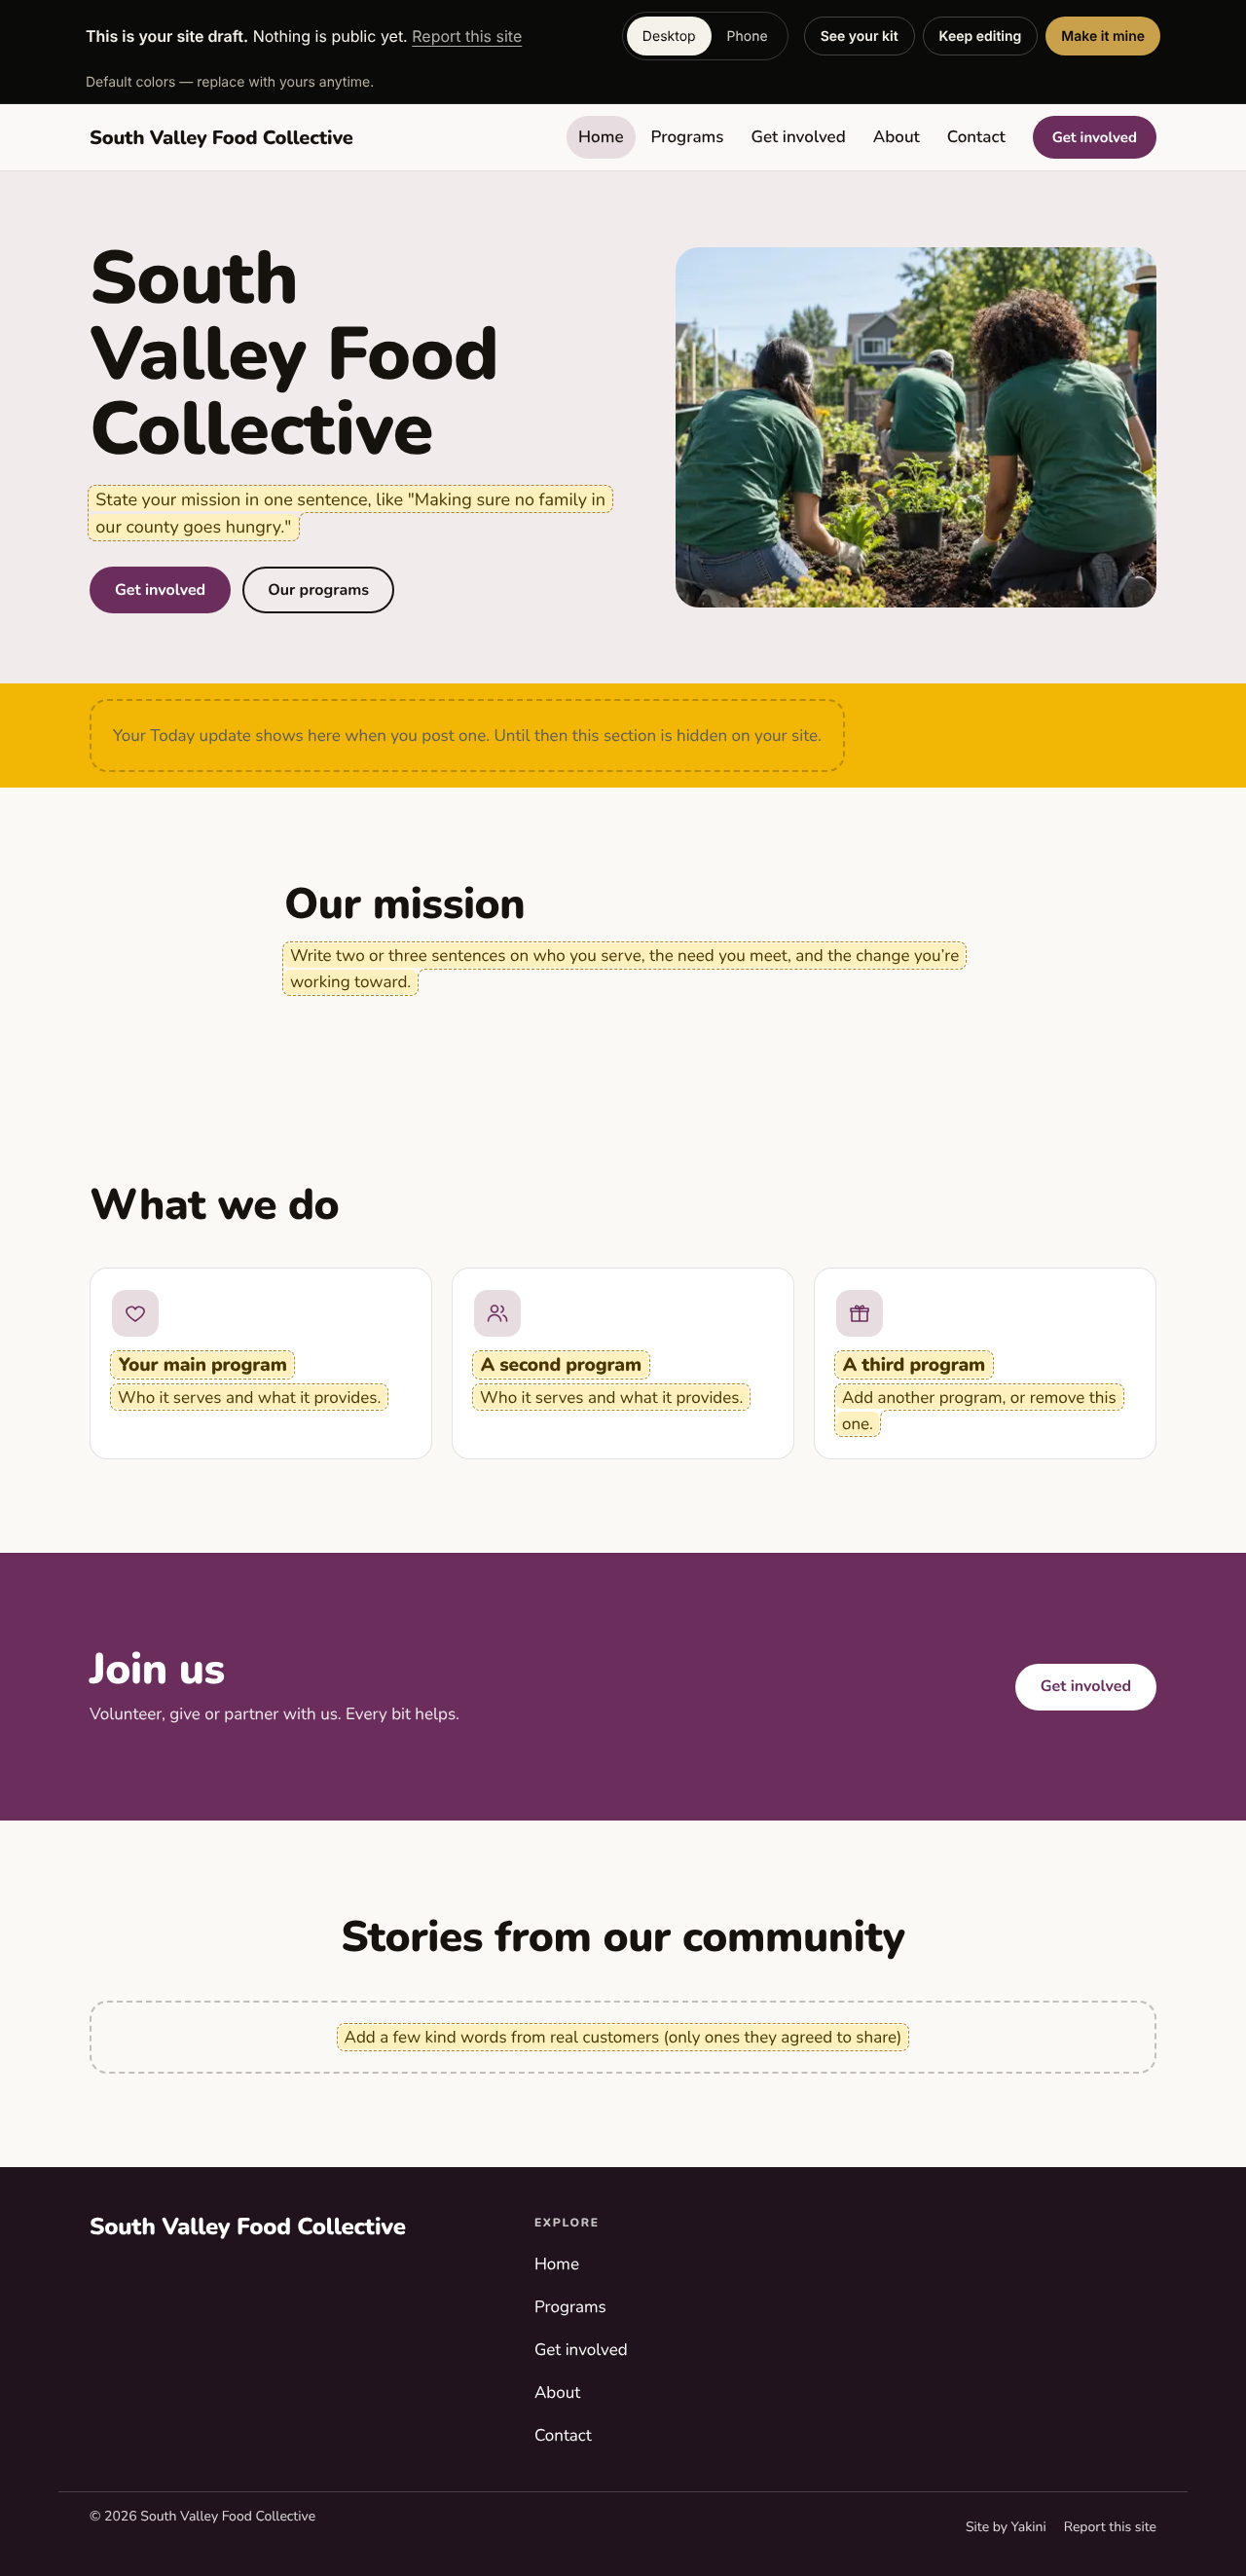 This is your site draft. Nothing is public yet. Report this site
Desktop
Phone
See your kit
Keep editing
Make it mine
Default colors — replace with yours anytime.
South Valley Food Collective
Home
Programs
Get involved
About
Contact
Get involved
South
Valley Food
Collective
State your mission in one sentence, like "Making sure no family in
our county goes hungry."
Get involved
Our programs
Your Today update shows here when you post one. Until then this section is hidden on your site.
Our mission
Write two or three sentences on who you serve, the need you meet, and the change you’re
working toward.
What we do
Your main program
Who it serves and what it provides.
A second program
Who it serves and what it provides.
A third program
Add another program, or remove this
one.
Join us
Volunteer, give or partner with us. Every bit helps.
Get involved
Stories from our community
Add a few kind words from real customers (only ones they agreed to share)
South Valley Food Collective
EXPLORE
Home
Programs
Get involved
About
Contact
© 2026 South Valley Food Collective
Site by Yakini
Report this site